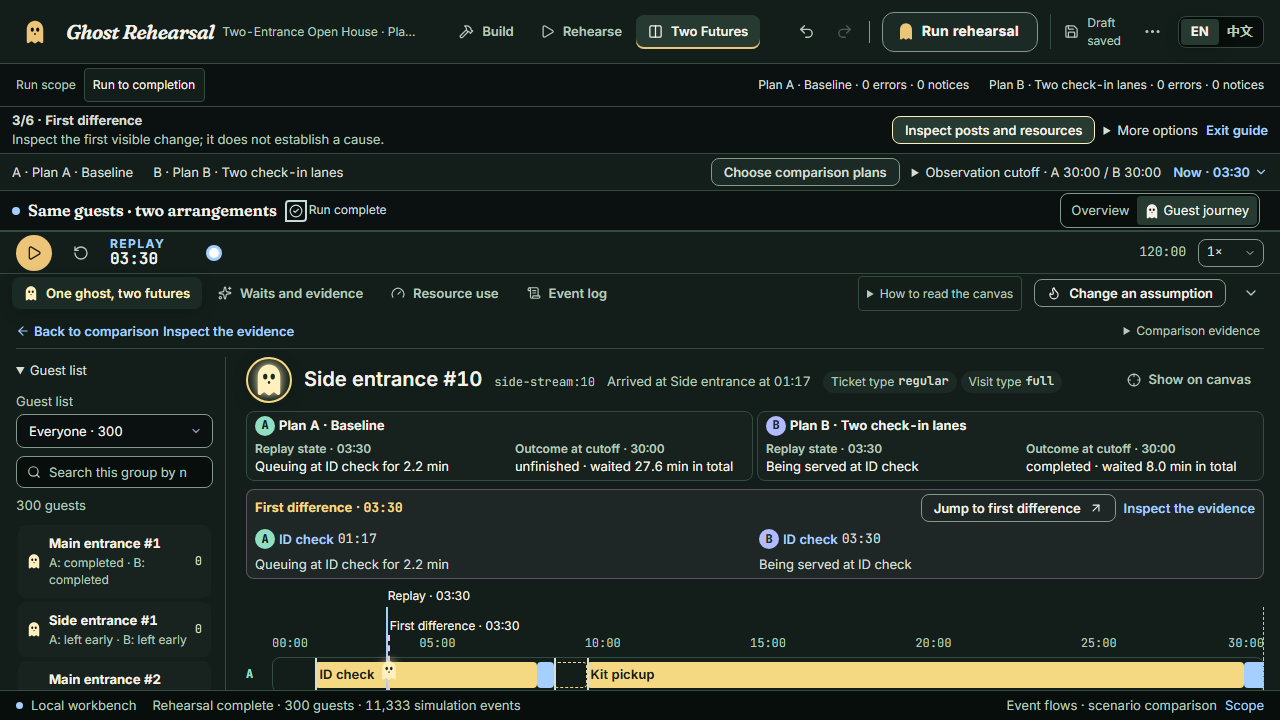 Ghost Rehearsal Two-Entrance Open House · Pla... Build Rehearse Two Futures Run rehearsal Draft saved EN 中文
Run scope Run to completion Plan A · Baseline · 0 errors · 0 notices Plan B · Two check-in lanes · 0 errors · 0 notices
3/6 · First difference
Inspect the first visible change; it does not establish a cause.
Inspect posts and resources More options Exit guide
A · Plan A · Baseline B · Plan B · Two check-in lanes Choose comparison plans Observation cutoff · A 30:00 / B 30:00 Now · 03:30
Same guests · two arrangements Run complete Overview Guest journey
REPLAY
03:30 120:00 1×
One ghost, two futures Waits and evidence Resource use Event log How to read the canvas Change an assumption
Back to comparison Inspect the evidence Comparison evidence
Guest list
Guest list
Everyone · 300
Search this group by n
300 guests
Main entrance #1
A: completed · B: completed 0
Side entrance #1
A: left early · B: left early 0
Main entrance #2
Side entrance #10 side-stream:10 Arrived at Side entrance at 01:17 Ticket type regular Visit type full Show on canvas
A Plan A · Baseline
Replay state · 03:30 Outcome at cutoff · 30:00
Queuing at ID check for 2.2 min unfinished · waited 27.6 min in total
B Plan B · Two check-in lanes
Replay state · 03:30 Outcome at cutoff · 30:00
Being served at ID check completed · waited 8.0 min in total
First difference · 03:30 Jump to first difference Inspect the evidence
A ID check 01:17 B ID check 03:30
Queuing at ID check for 2.2 min Being served at ID check
Replay · 03:30
First difference · 03:30
00:00 05:00 10:00 15:00 20:00 25:00 30:00
A ID check Kit pickup
Local workbench Rehearsal complete · 300 guests · 11,333 simulation events Event flows · scenario comparison Scope